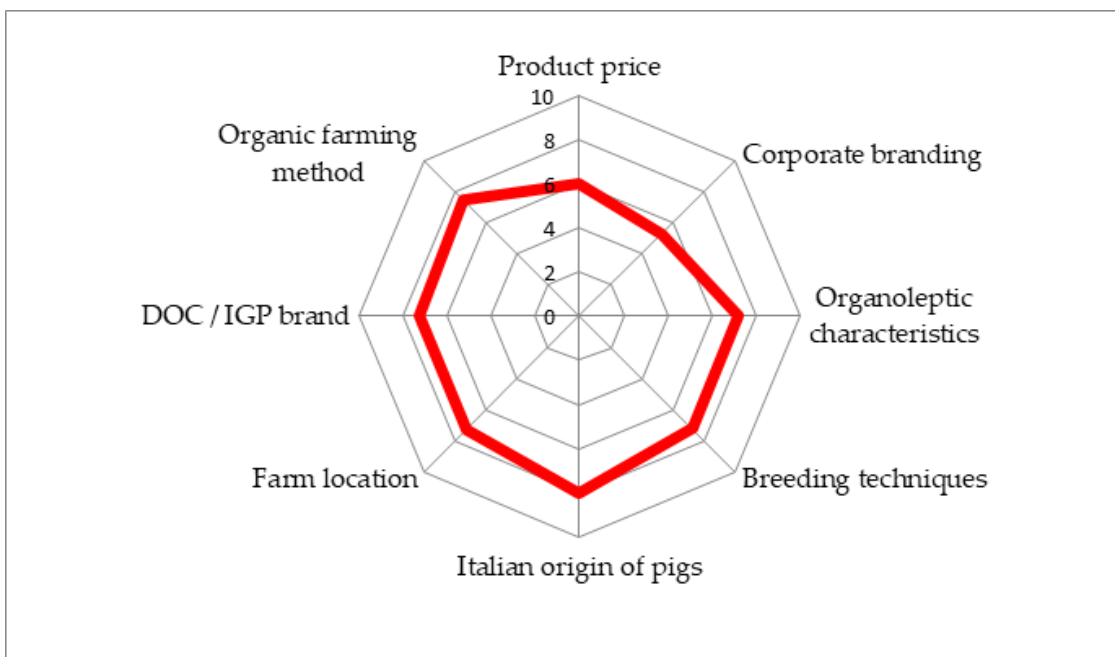 Product price
10
8
6
4
2
0
Organic farming
method
Corporate branding
DOC / IGP brand
Organoleptic
characteristics
Farm location
Breeding techniques
Italian origin of pigs